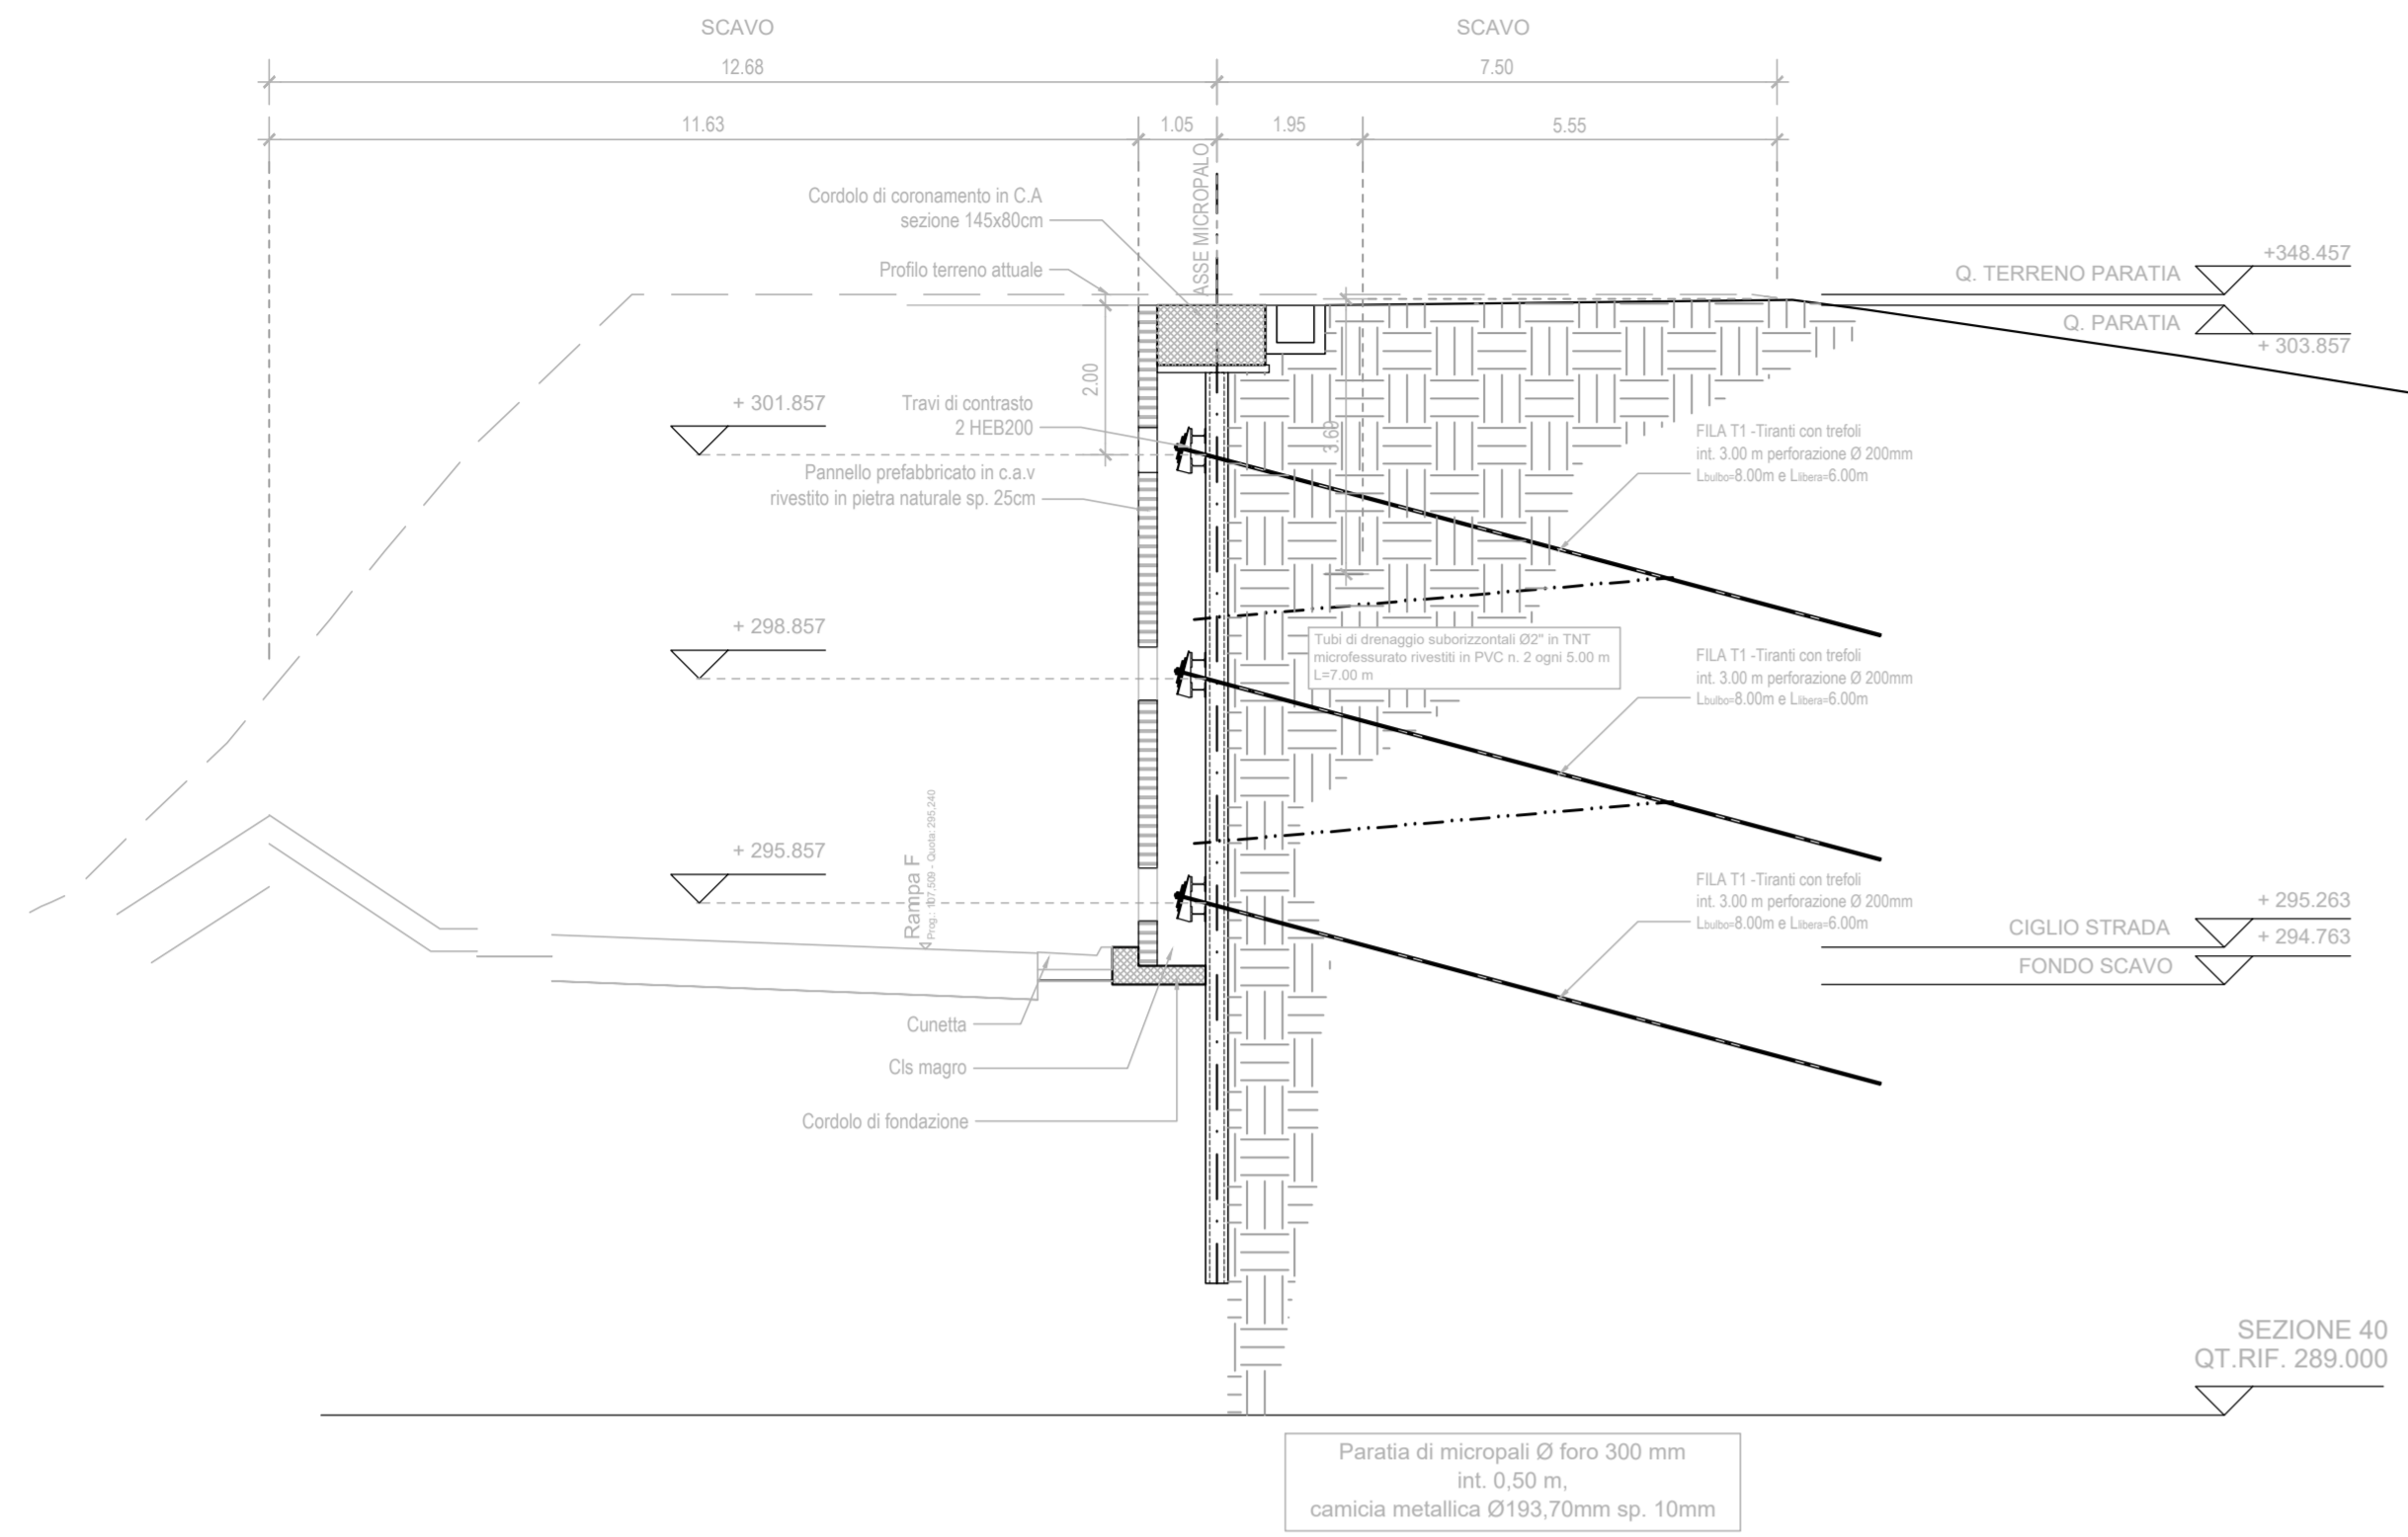 SCAVO
SCAVO
12.68
7.50
11.63
1.05
1.95
5.55
ASSE MICROPALO
Cordolo di coronamento in C.A
sezione 145x80cm
Profilo terreno attuale
+348.457
Q. TERRENO PARATIA
Q. PARATIA
+ 303.857
2.00
+ 301.857
Travi di contrasto
2 HEB200
3.60
FILA T1 -Tiranti con trefoli
int. 3.00 m perforazione Ø 200mm
Lbulbo=8.00m e Llibera=6.00m
Pannello prefabbricato in c.a.v
rivestito in pietra naturale sp. 25cm
+ 298.857
Tubi di drenaggio suborizzontali Ø2" in TNT
microfessurato rivestiti in PVC n. 2 ogni 5.00 m
L=7.00 m
FILA T1 -Tiranti con trefoli
int. 3.00 m perforazione Ø 200mm
Lbulbo=8.00m e Llibera=6.00m
+ 295.857
Rampa F
Prog.: 107.509 - Quota: 295.240
FILA T1 -Tiranti con trefoli
int. 3.00 m perforazione Ø 200mm
Lbulbo=8.00m e Llibera=6.00m
+ 295.263
CIGLIO STRADA
+ 294.763
FONDO SCAVO
Cunetta
Cls magro
Cordolo di fondazione
SEZIONE 40
QT.RIF. 289.000
Paratia di micropali Ø foro 300 mm
int. 0,50 m,
camicia metallica Ø193,70mm sp. 10mm